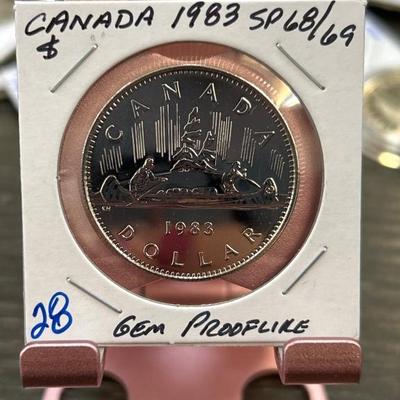 CANADA 1983 SP68/69
$
CANADA
1983
DOLLAR
28
GEM PROOFLIKE